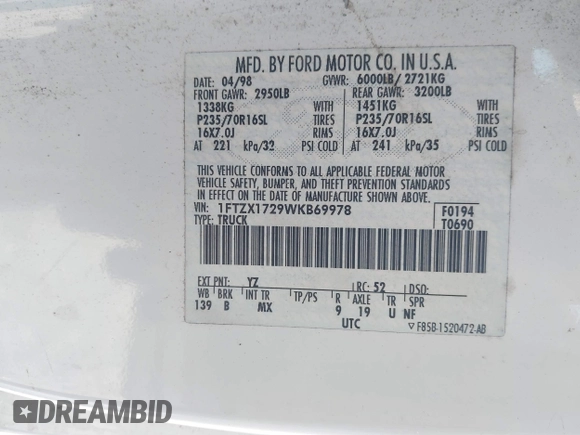 MFD. BY FORD MOTOR CO. IN U.S.A.
DATE: 04/98 GVWR: 6000LB/ 2721KG
FRONT GAWR: 2950LB REAR GAWR: 3200LB
1338KG WITH 1451KG WITH
P235/70R16SL TIRES P235/70R16SL TIRES
16X7.0J RIMS 16X7.0J RIMS
AT 221 kPa/32 PSI COLD AT 241 kPa/35 PSI COLD
THIS VEHICLE CONFORMS TO ALL APPLICABLE FEDERAL MOTOR
VEHICLE SAFETY, BUMPER, AND THEFT PREVENTION STANDARDS
IN EFFECT ON THE DATE OF MANUFACTURE SHOWN ABOVE.
VIN: 1FTZX1729WKB69978 F0194
TYPE: TRUCK T0690
EXT PNT: YZ RC: 52 DSO:
WB BRK INT TR TP/PS R AXLE TR SPR
139 B MX 9 19 U NF
UTC ▽ F85B-1520472-AB
DREAMBID